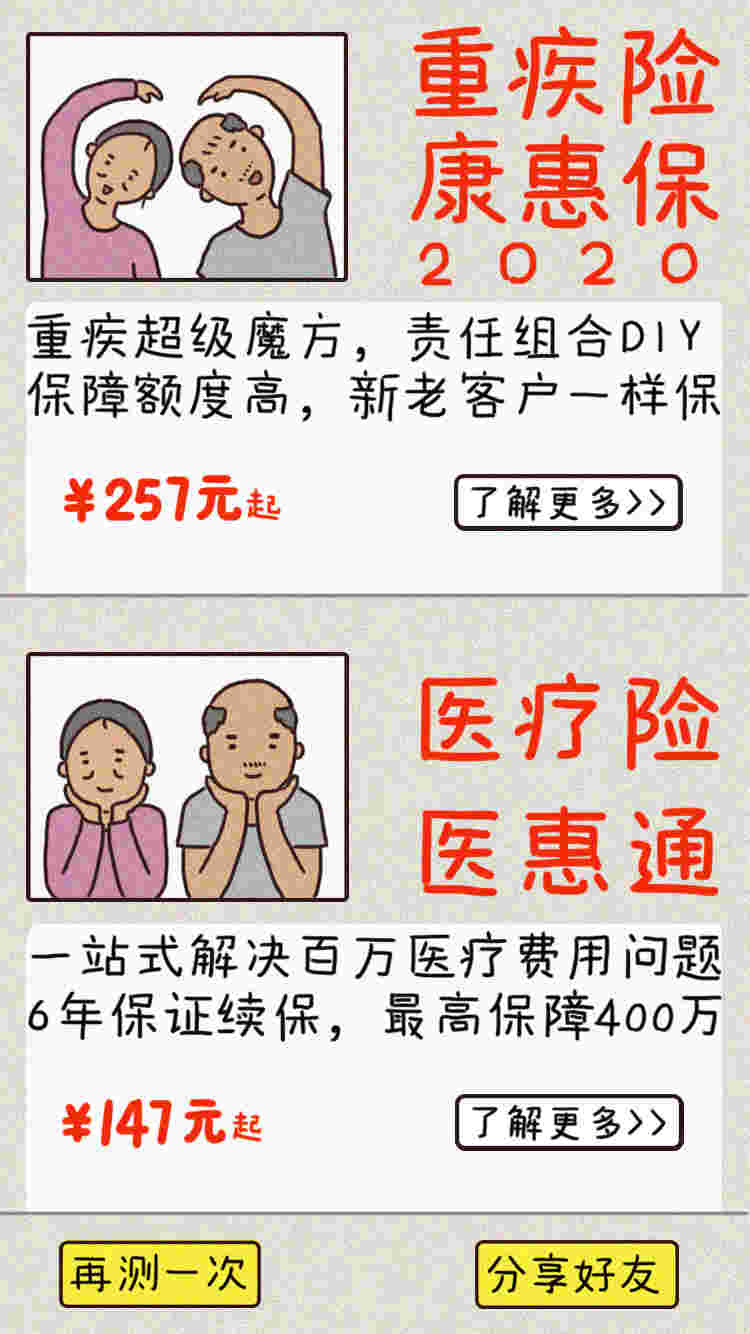 重疾险
康惠保
2020
重疾超级魔方，责任组合DIY
保障额度高，新老客户一样保
¥257元起
了解更多>>
医疗险
医惠通
一站式解决百万医疗费用问题
6年保证续保，最高保障400万
¥147元起
了解更多>>
再测一次
分享好友